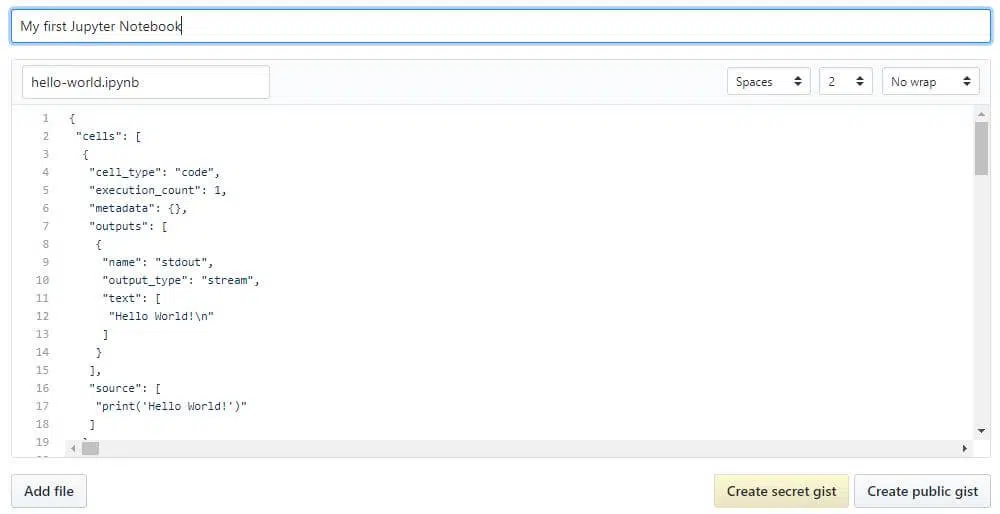 My first Jupyter Notebook
hello-world.ipynb Spaces 2 No wrap
1 {
2 "cells": [
3 {
4 "cell_type": "code",
5 "execution_count": 1,
6 "metadata": {},
7 "outputs": [
8 {
9 "name": "stdout",
10 "output_type": "stream",
11 "text": [
12 "Hello World!\n"
13 ]
14 }
15 ],
16 "source": [
17 "print('Hello World!')"
18 ]
19
Add file Create secret gist Create public gist